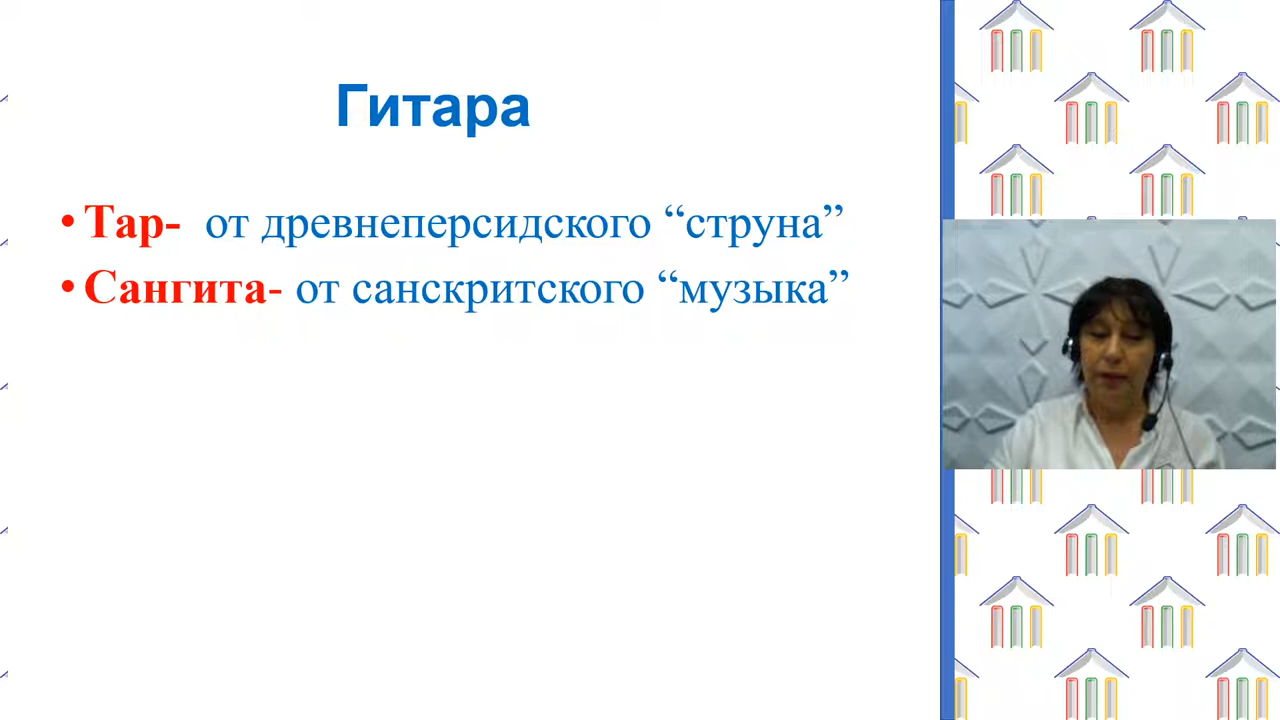 Гитара
• Тар- от древнеперсидского “струна”
• Сангита- от санскритского “музыка”